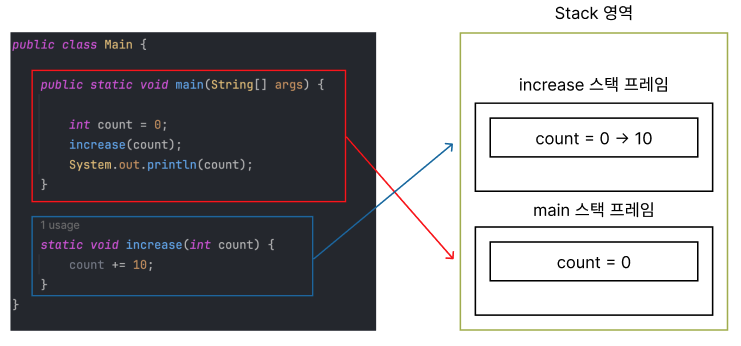 public class Main {
public static void main(String[] args) {
int count = 0;
increase(count);
System.out.println(count);
}
1 usage
static void increase(int count) {
count += 10;
}
}
Stack 영역
increase 스택 프레임
count = 0 → 10
main 스택 프레임
count = 0